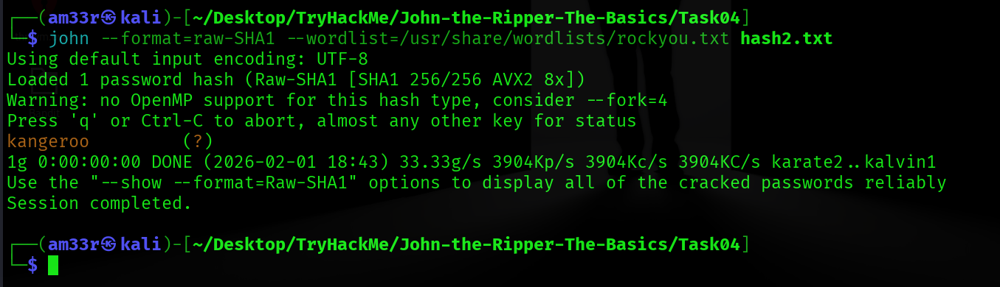 ┌──(am33r㉿kali)-[~/Desktop/TryHackMe/John-the-Ripper-The-Basics/Task04]
└─$ john --format=raw-SHA1 --wordlist=/usr/share/wordlists/rockyou.txt hash2.txt
Using default input encoding: UTF-8
Loaded 1 password hash (Raw-SHA1 [SHA1 256/256 AVX2 8x])
Warning: no OpenMP support for this hash type, consider --fork=4
Press 'q' or Ctrl-C to abort, almost any other key for status
kangeroo         (?)
1g 0:00:00:00 DONE (2026-02-01 18:43) 33.33g/s 3904Kp/s 3904Kc/s 3904KC/s karate2..kalvin1
Use the "--show --format=Raw-SHA1" options to display all of the cracked passwords reliably
Session completed.
┌──(am33r㉿kali)-[~/Desktop/TryHackMe/John-the-Ripper-The-Basics/Task04]
└─$